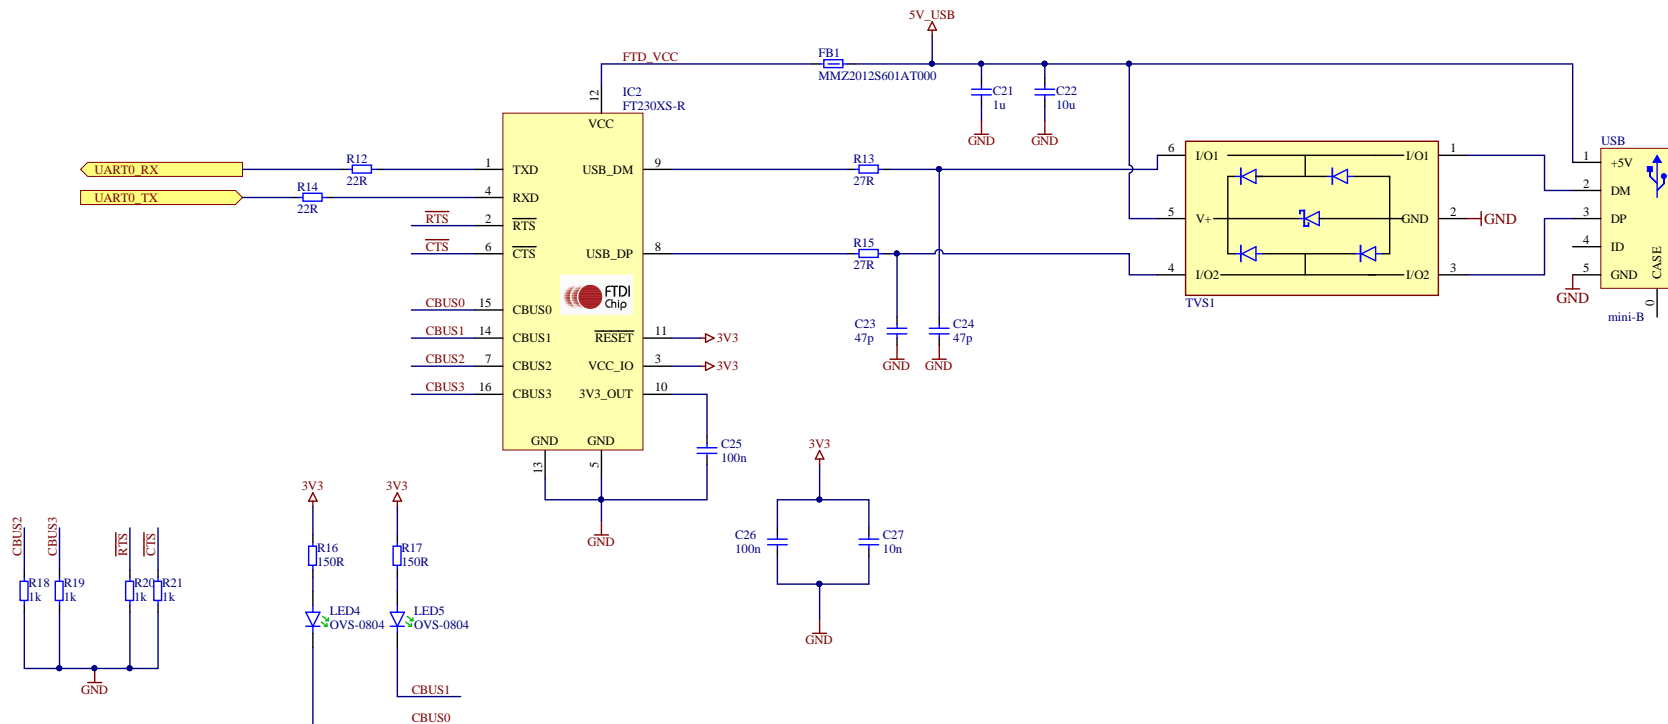 5V_USB
FTD_VCC
FB1
MMZ2012S601AT000
12
IC2
FT230XS-R
VCC
C21
1u
GND
C22
10u
GND
UART0_RX
R12
22R
1
TXD
USB_DM
9
R13
27R
UART0_TX
R14
22R
4
RXD
RTS
2
RTS
CTS
6
CTS
USB_DP
8
R15
27R
FTDI
Chip
CBUS0
15
CBUS0
CBUS1
14
CBUS1
RESET
11
3V3
CBUS2
7
CBUS2
VCC_IO
3
3V3
CBUS3
16
CBUS3
3V3_OUT
10
GND
GND
13
5
C25
100n
GND
C23
47p
GND
C24
47p
GND
6
I/O1
I/O1
1
5
V+
GND
2
GND
4
I/O2
I/O2
3
TVS1
USB
1
+5V
2
DM
3
DP
4
ID
5
GND
GND
CASE
0
mini-B
3V3
C26
100n
C27
10n
GND
3V3
R16
150R
LED4
OVS-0804
3V3
R17
150R
LED5
OVS-0804
CBUS1
CBUS0
CBUS2
CBUS3
RTS
CTS
R18
1k
R19
1k
R20
1k
R21
1k
GND